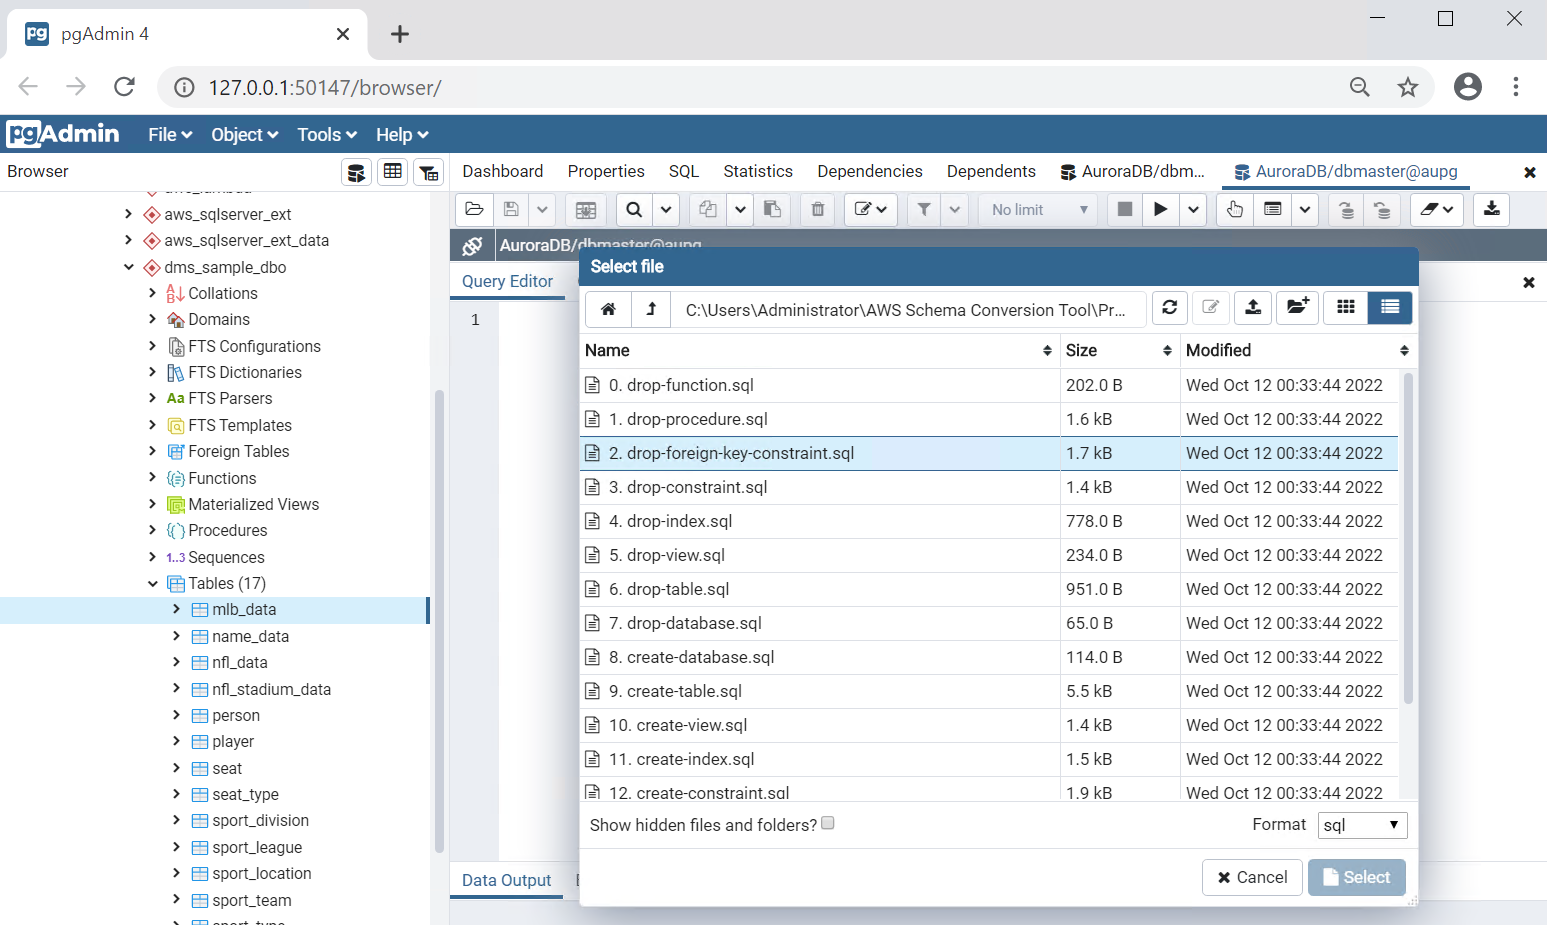 pgAdmin 4
127.0.0.1:50147/browser/
pgAdmin File Object Tools Help
Browser
Dashboard Properties SQL Statistics Dependencies Dependents AuroraDB/dbm... AuroraDB/dbmaster@aupg
No limit
AuroraDB/dbmaster@aupg
Query Editor
1
aws_sqlserver_ext
aws_sqlserver_ext_data
dms_sample_dbo
Collations
Domains
FTS Configurations
FTS Dictionaries
Aa FTS Parsers
FTS Templates
Foreign Tables
Functions
Materialized Views
Procedures
1..3 Sequences
Tables (17)
mlb_data
name_data
nfl_data
nfl_stadium_data
person
player
seat
seat_type
sport_division
sport_league
sport_location
sport_team
Select file
C:\Users\Administrator\AWS Schema Conversion Tool\Pr...
Name Size Modified
0. drop-function.sql 202.0 B Wed Oct 12 00:33:44 2022
1. drop-procedure.sql 1.6 kB Wed Oct 12 00:33:44 2022
2. drop-foreign-key-constraint.sql 1.7 kB Wed Oct 12 00:33:44 2022
3. drop-constraint.sql 1.4 kB Wed Oct 12 00:33:44 2022
4. drop-index.sql 778.0 B Wed Oct 12 00:33:44 2022
5. drop-view.sql 234.0 B Wed Oct 12 00:33:44 2022
6. drop-table.sql 951.0 B Wed Oct 12 00:33:44 2022
7. drop-database.sql 65.0 B Wed Oct 12 00:33:44 2022
8. create-database.sql 114.0 B Wed Oct 12 00:33:44 2022
9. create-table.sql 5.5 kB Wed Oct 12 00:33:44 2022
10. create-view.sql 1.4 kB Wed Oct 12 00:33:44 2022
11. create-index.sql 1.5 kB Wed Oct 12 00:33:44 2022
12. create-constraint.sql 1.9 kB Wed Oct 12 00:33:44 2022
Show hidden files and folders? Format sql
Cancel Select
Data Output